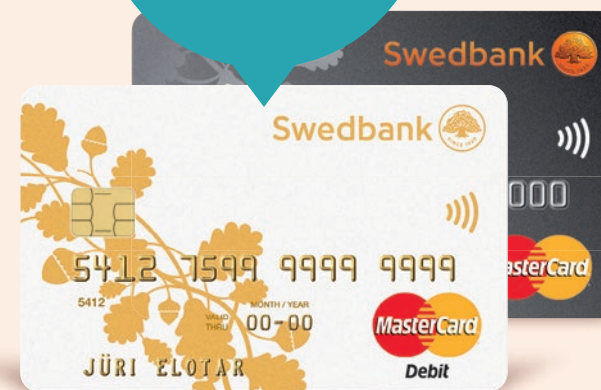 Swedbank
000
MasterCard
Swedbank
SINCE 1820
5412 7599 9999 9999
5412
MONTH / YEAR
VALID THRU 00-00
JÜRI ELOTAR
MasterCard
Debit